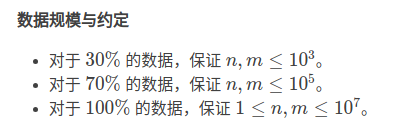 数据规模与约定
• 对于 30% 的数据，保证 n, m ≤ 10³。
• 对于 70% 的数据，保证 n, m ≤ 10⁵。
• 对于 100% 的数据，保证 1 ≤ n, m ≤ 10⁷。